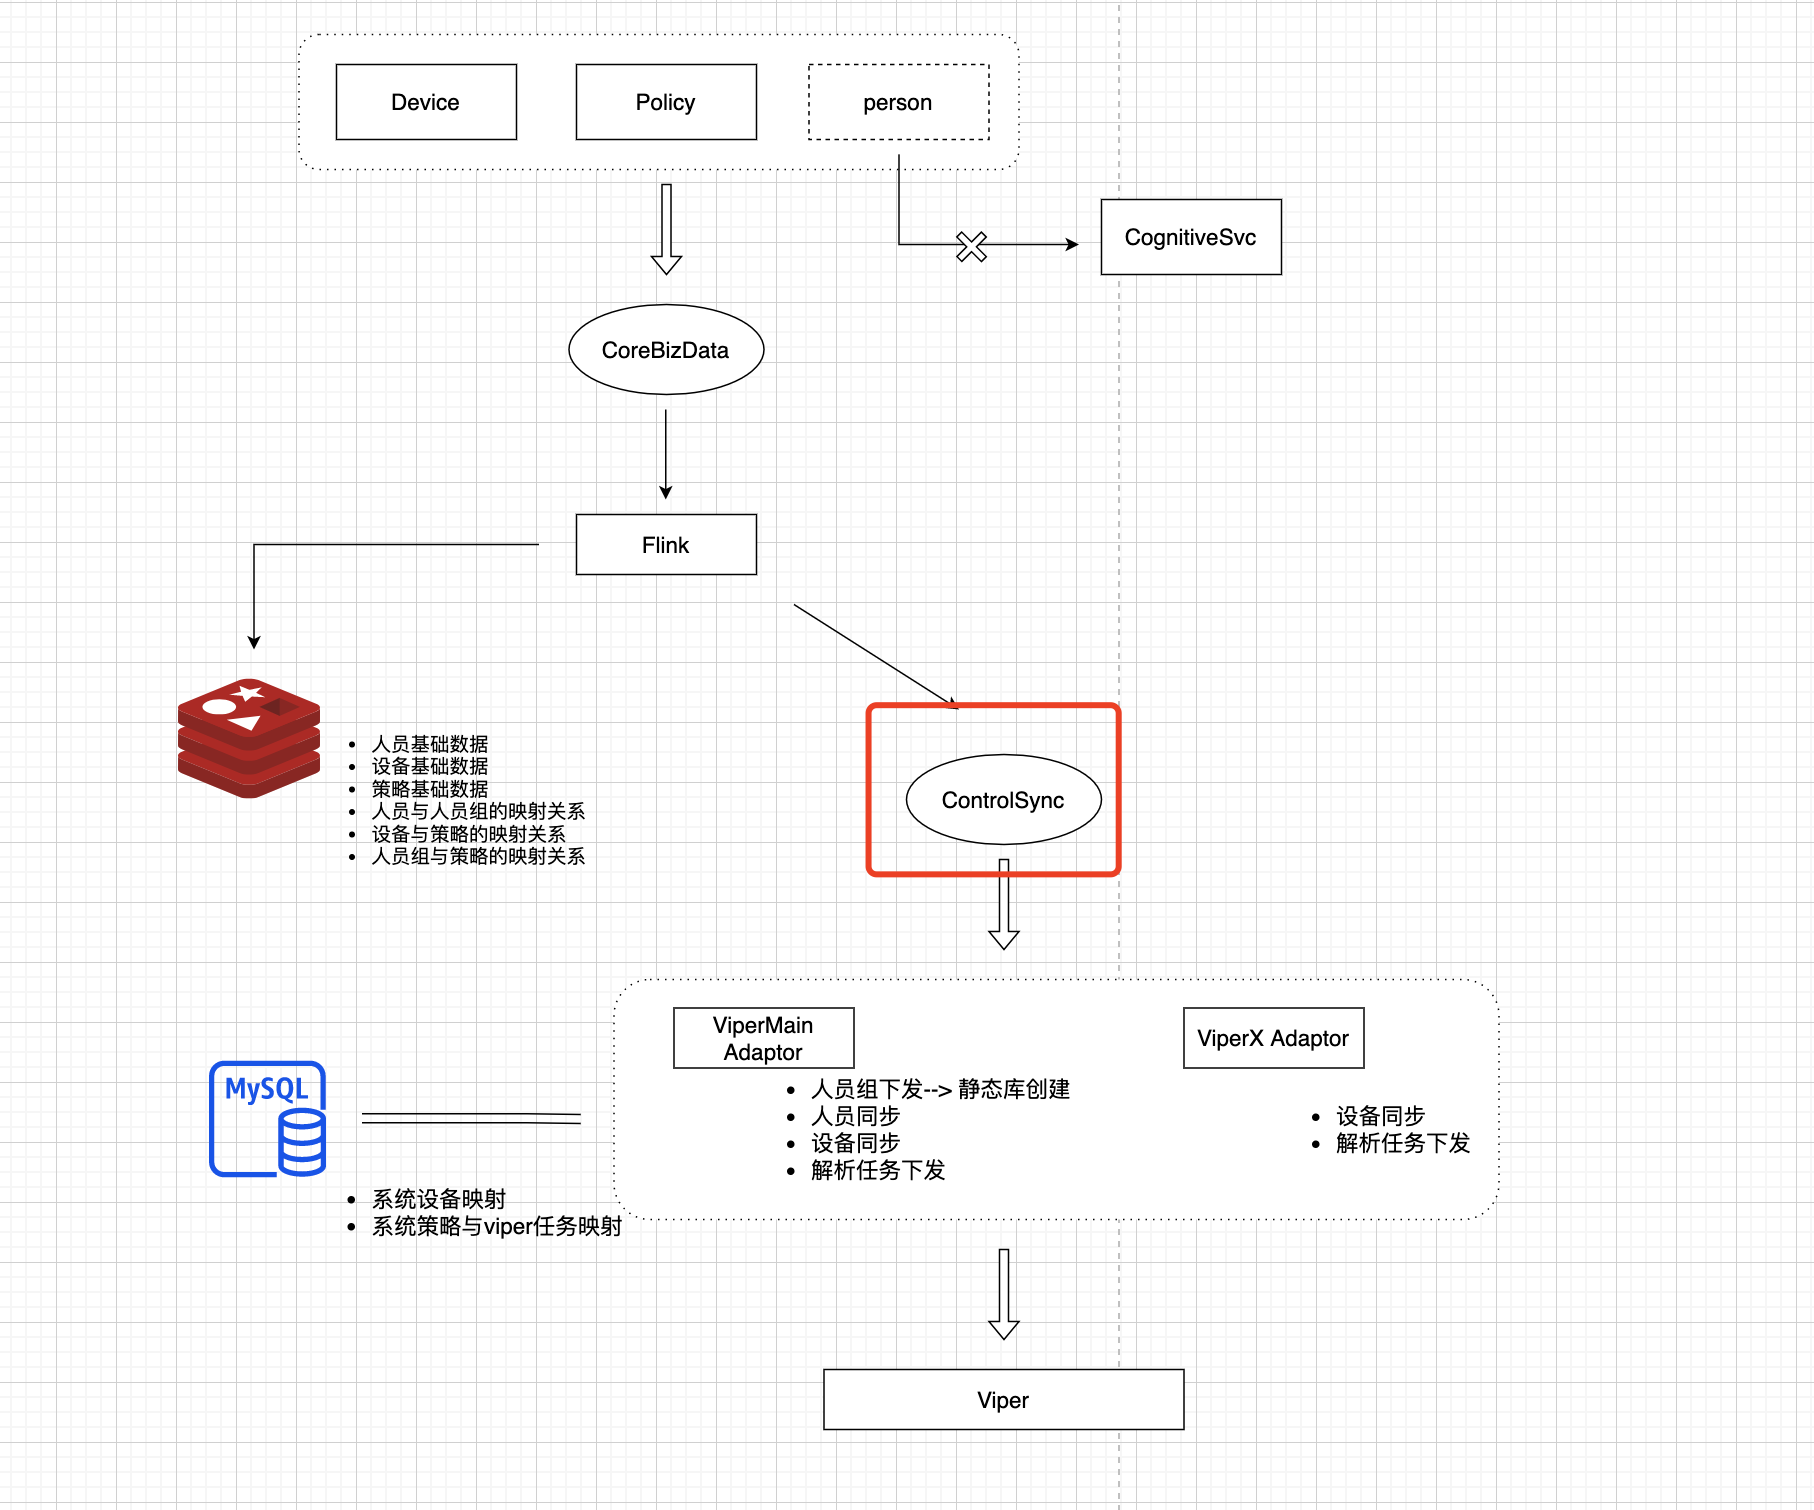 Device
Policy
person
CognitiveSvc
CoreBizData
Flink
人员基础数据
设备基础数据
策略基础数据
人员与人员组的映射关系
设备与策略的映射关系
人员组与策略的映射关系
ControlSync
ViperMain
Adaptor
ViperX Adaptor
人员组下发--> 静态库创建
人员同步
设备同步
解析任务下发
设备同步
解析任务下发
MySQL
系统设备映射
系统策略与viper任务映射
Viper